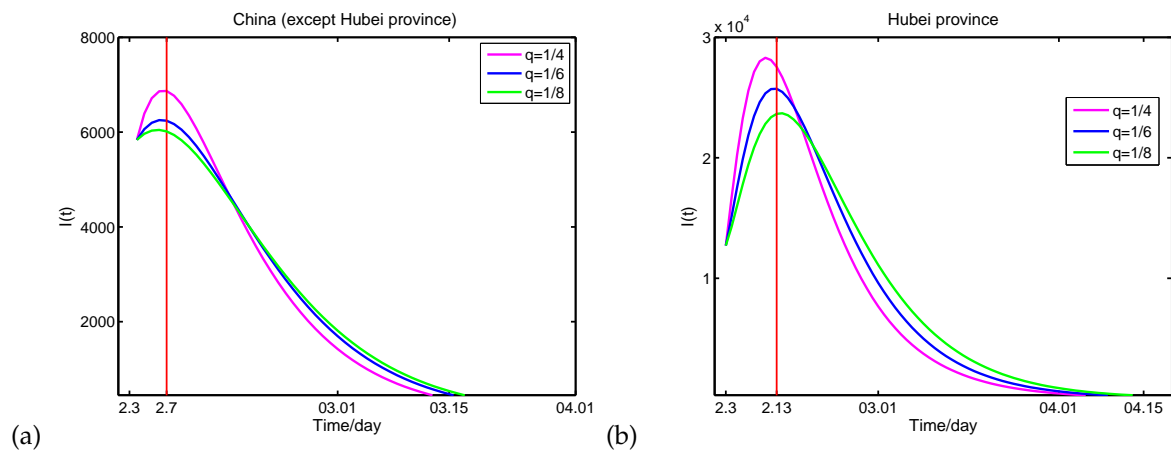 China (except Hubei province)
8000
6000
4000
2000
I(t)
q=1/4
q=1/6
q=1/8
2.3 2.7 03.01 03.15 04.01
Time/day
(a)
Hubei province
x 10^4
3
2
1
I(t)
q=1/4
q=1/6
q=1/8
2.3 2.13 03.01 04.01 04.15
Time/day
(b)